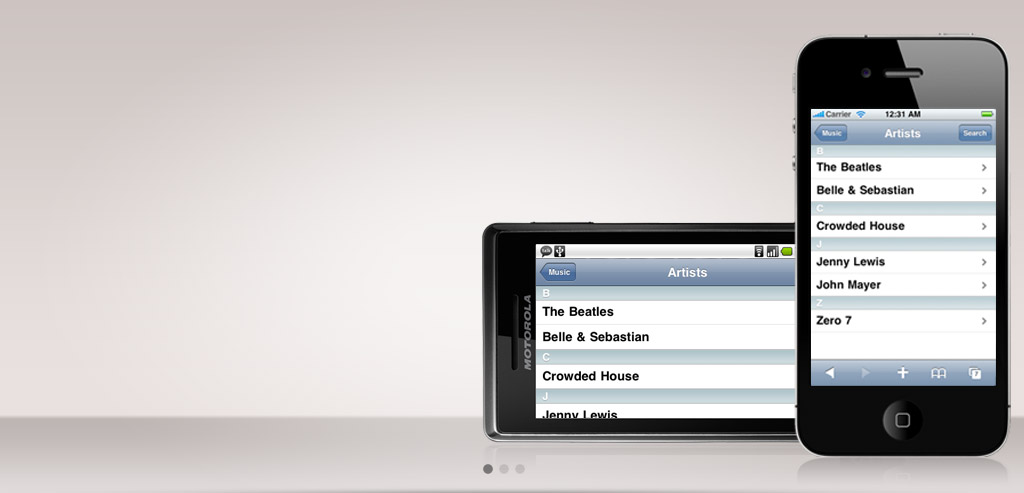 MOTOROLA
Music
Artists
B
The Beatles
Belle & Sebastian
C
Crowded House
J
Jenny Lewis
Carrier 12:31 AM
Music Artists Search
B
The Beatles
Belle & Sebastian
C
Crowded House
J
Jenny Lewis
John Mayer
Z
Zero 7